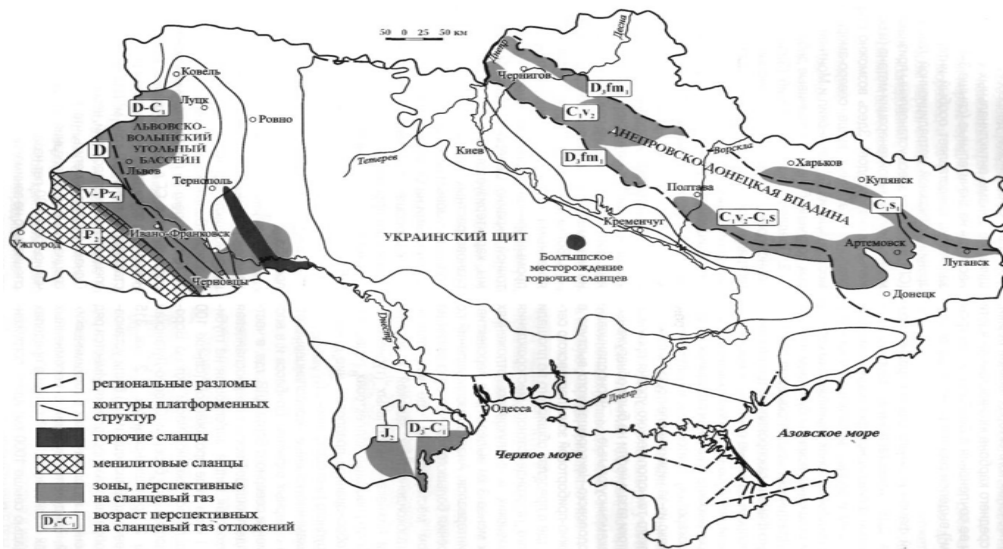 50 0 25 50 км
Десна
Днепр
Чернигов
D₃fm₁
Ковель
D-C₁
Луцк
Ровно
ЛЬВОВСКО-
ВОЛЫНСКИЙ
УГОЛЬНЫЙ
БАССЕЙН
C₁v₂
ДНЕПРОВСКО-ДОНЕЦКАЯ ВПАДИНА
D
Львов
Тетерев
Киев
D₃fm₁
Ворскла
Харьков
Купянск
Тернополь
V-Pz₁
Полтава
C₁s₁
P₂
Ивано-Франковск
Кременчуг
C₁v₂-C₁s
Ужгород
УКРАИНСКИЙ ЩИТ
Артемовск
Болтышское
месторождение
горючих сланцев
Луганск
Черновцы
Донецк
Днестр
Днепр
Одесса
J₂
D₃-C₁
Черное море
Азовское море
региональные разломы
контуры платформенных
структур
горючие сланцы
менилитовые сланцы
зоны, перспективные
на сланцевый газ
D₃-C₁
возраст перспективных
на сланцевый газ отложений